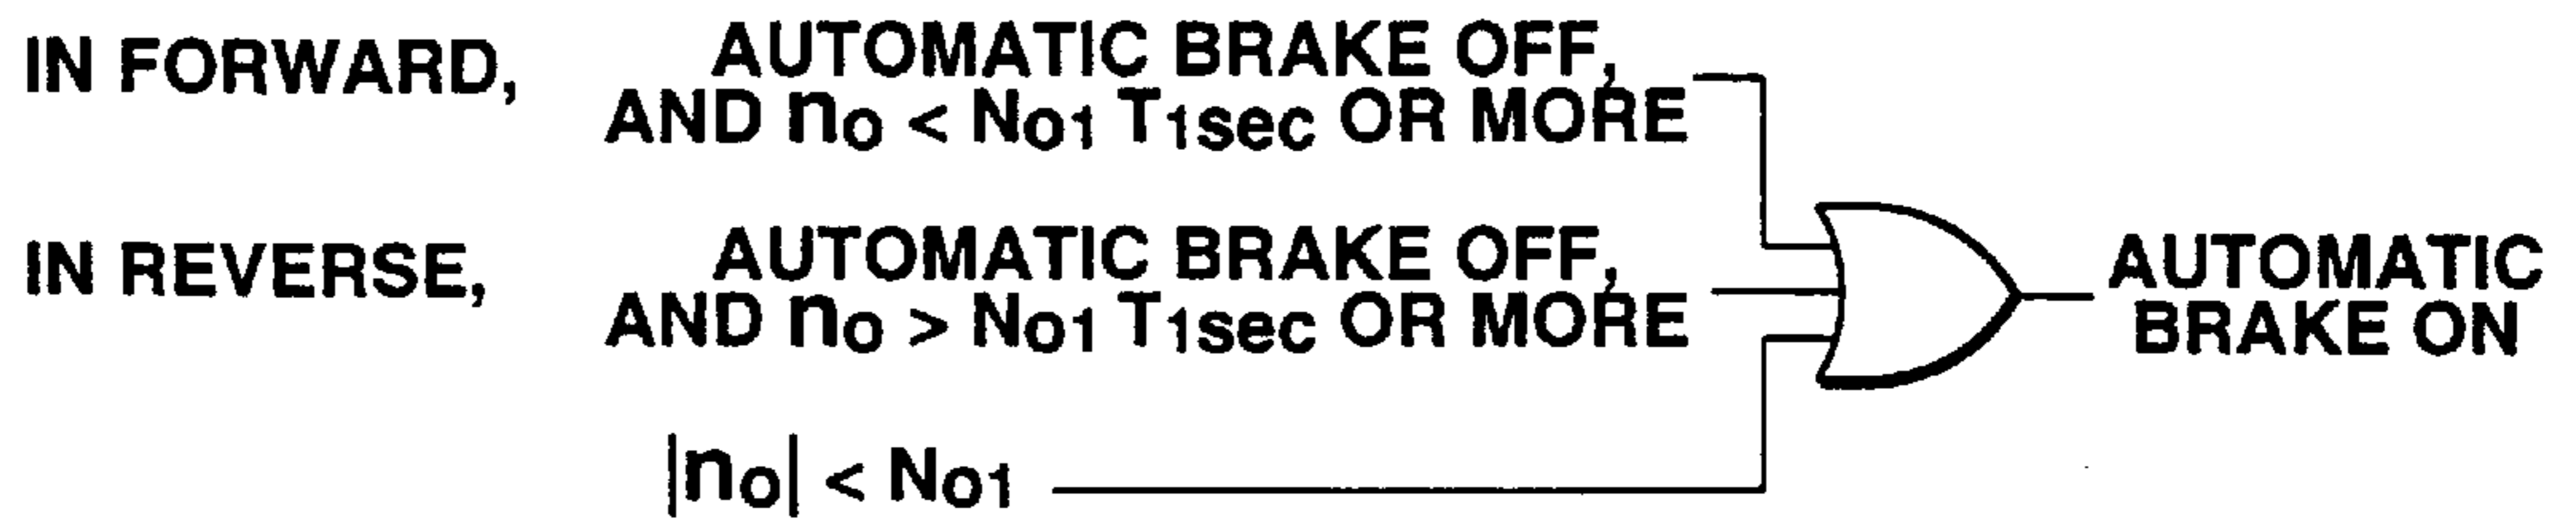 IN FORWARD, AUTOMATIC BRAKE OFF,
AND no < No1 T1sec OR MORE
IN REVERSE, AUTOMATIC BRAKE OFF,
AND no > No1 T1sec OR MORE
|no| < No1
AUTOMATIC
BRAKE ON